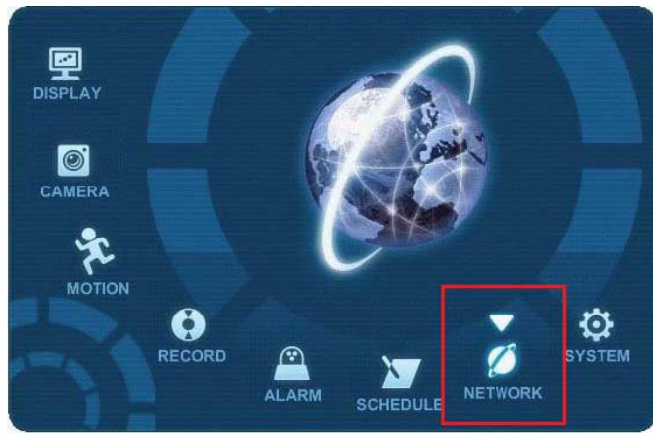 DISPLAY
CAMERA
MOTION
RECORD
ALARM
SCHEDULE
NETWORK
SYSTEM